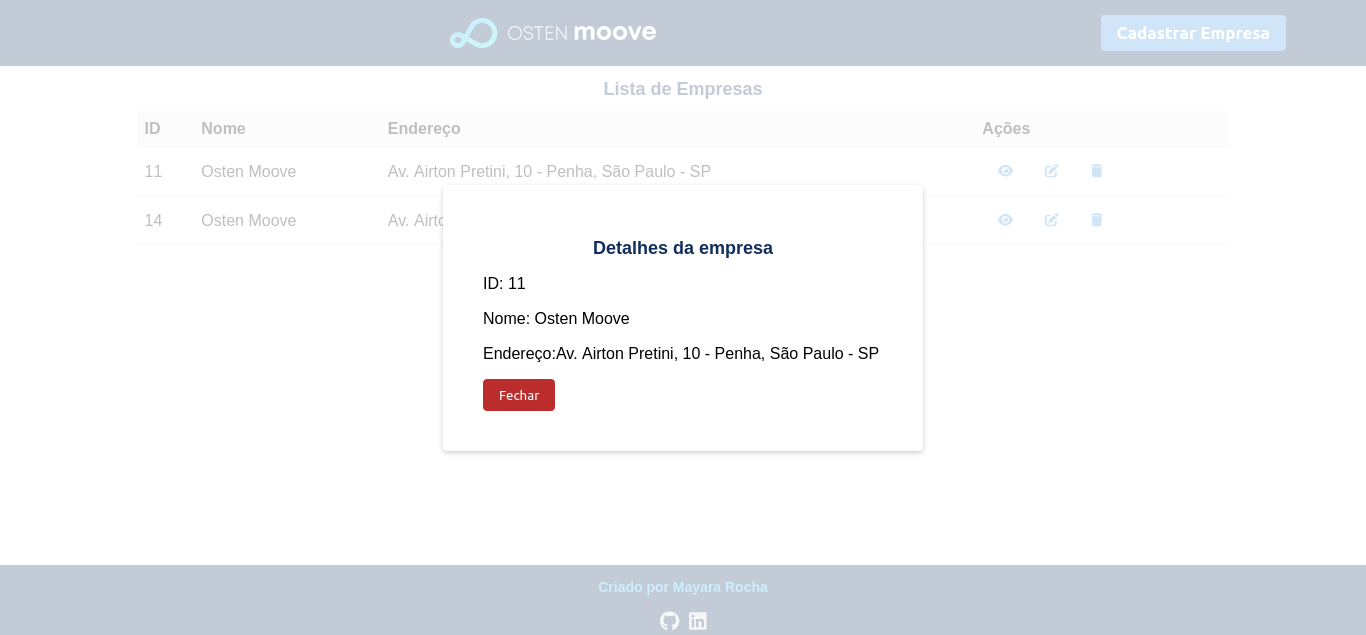 OSTEN moove
Cadastrar Empresa
Lista de Empresas
ID Nome Endereço Ações
11 Osten Moove Av. Airton Pretini, 10 - Penha, São Paulo - SP
14 Osten Moove Av.
Detalhes da empresa
ID: 11
Nome: Osten Moove
Endereço:Av. Airton Pretini, 10 - Penha, São Paulo - SP
Fechar
Criado por Mayara Rocha